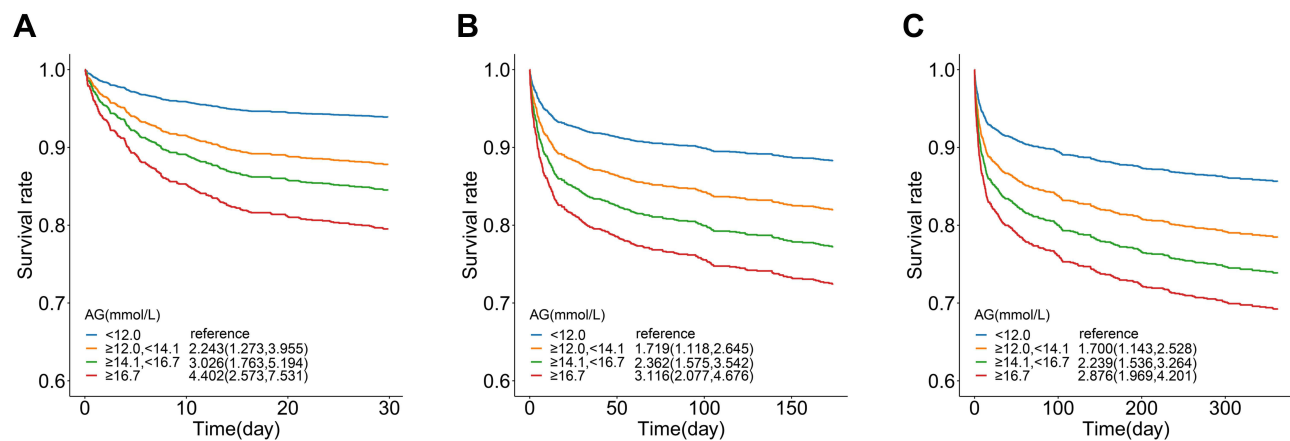 A
Survival rate
1.0
0.9
0.8
0.7
0.6
AG(mmol/L)
<12.0 reference
≥12.0,<14.1 2.243(1.273,3.955)
≥14.1,<16.7 3.026(1.763,5.194)
≥16.7 4.402(2.573,7.531)
0 10 20 30
Time(day)
B
Survival rate
1.0
0.9
0.8
0.7
0.6
AG(mmol/L)
<12.0 reference
≥12.0,<14.1 1.719(1.118,2.645)
≥14.1,<16.7 2.362(1.575,3.542)
≥16.7 3.116(2.077,4.676)
0 50 100 150
Time(day)
C
Survival rate
1.0
0.9
0.8
0.7
0.6
AG(mmol/L)
<12.0 reference
≥12.0,<14.1 1.700(1.143,2.528)
≥14.1,<16.7 2.239(1.536,3.264)
≥16.7 2.876(1.969,4.201)
0 100 200 300
Time(day)